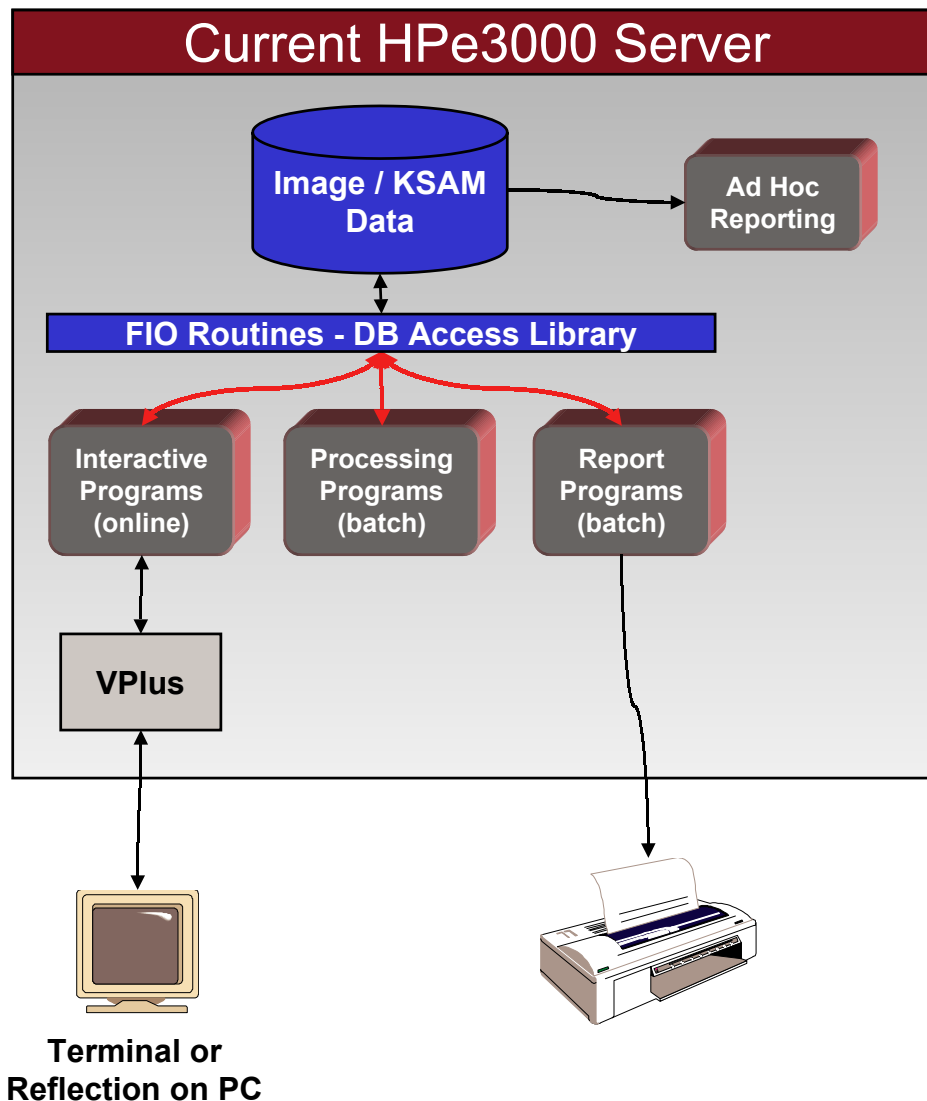 Current HPe3000 Server
Image / KSAM
Data
Ad Hoc
Reporting
FIO Routines - DB Access Library
Interactive
Programs
(online)
Processing
Programs
(batch)
Report
Programs
(batch)
VPlus
Terminal or
Reflection on PC